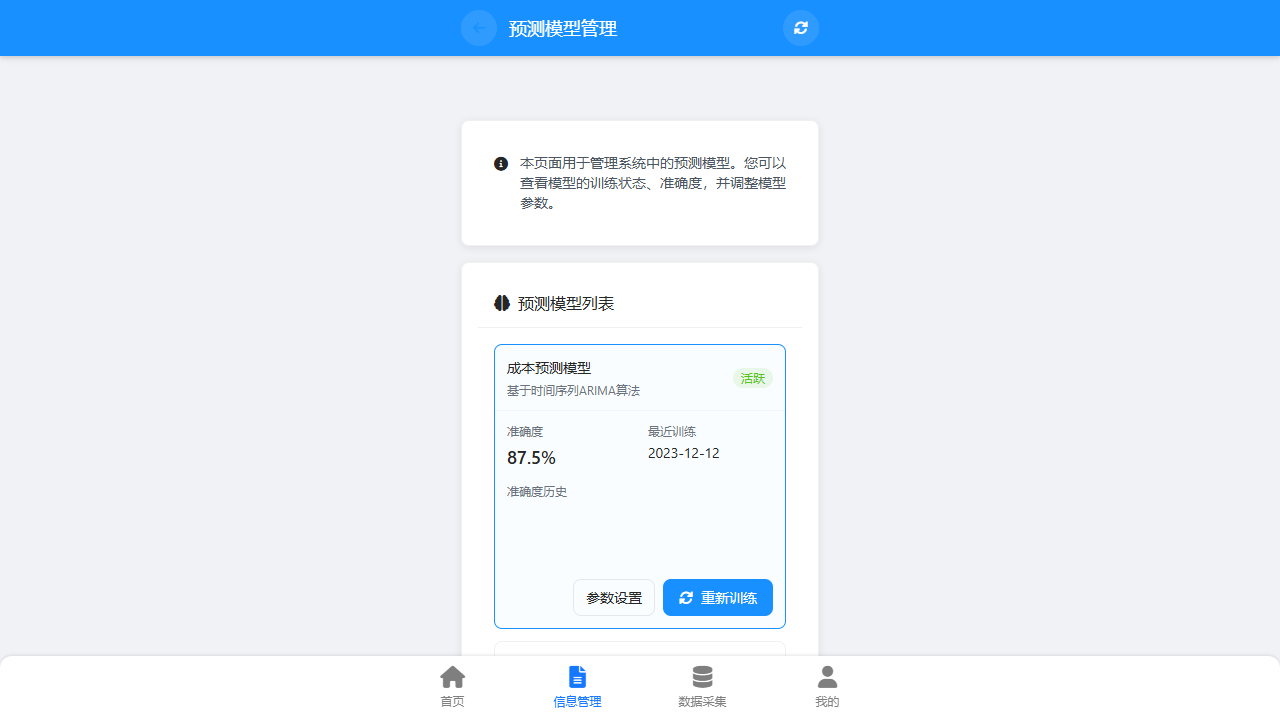 预测模型管理
本页面用于管理系统中的预测模型。您可以
查看模型的训练状态、准确度，并调整模型
参数。
预测模型列表
成本预测模型
基于时间序列ARIMA算法
活跃
准确度
最近训练
87.5%
2023-12-12
准确度历史
参数设置
重新训练
首页
信息管理
数据采集
我的